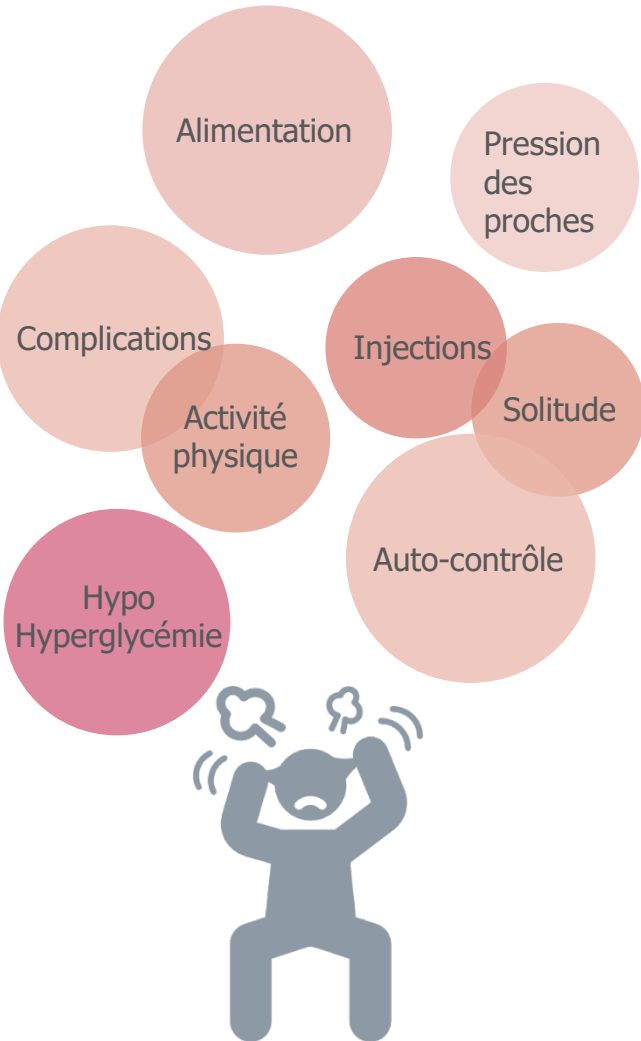 Alimentation
Pression
des
proches
Complications
Injections
Solitude
Activité
physique
Auto-contrôle
Hypo
Hyperglycémie